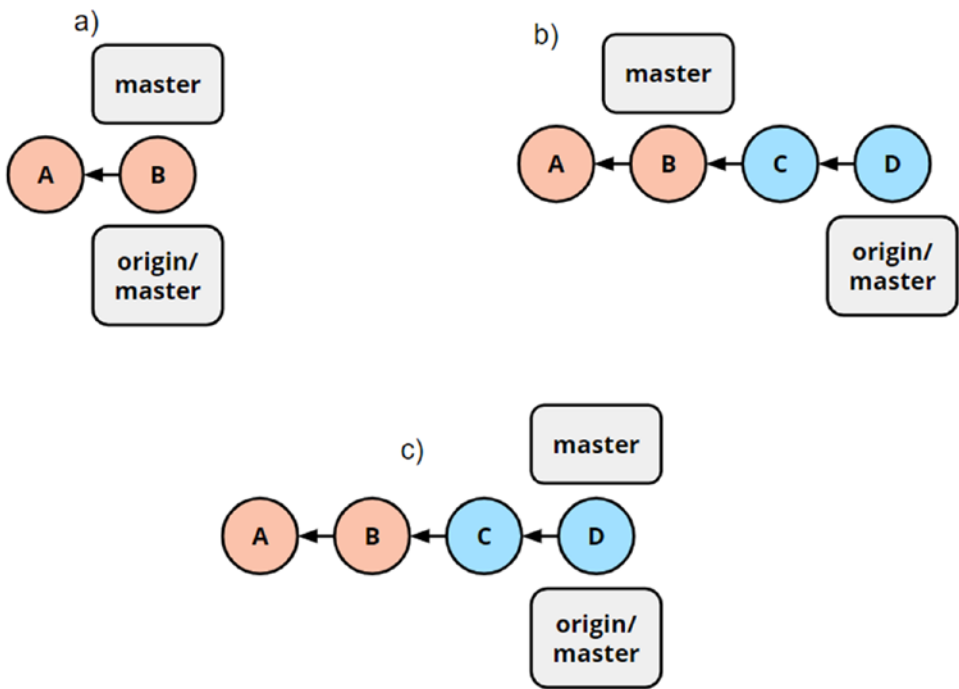 a)
master
A
B
origin/
master
b)
master
A
B
C
D
origin/
master
c)
master
A
B
C
D
origin/
master